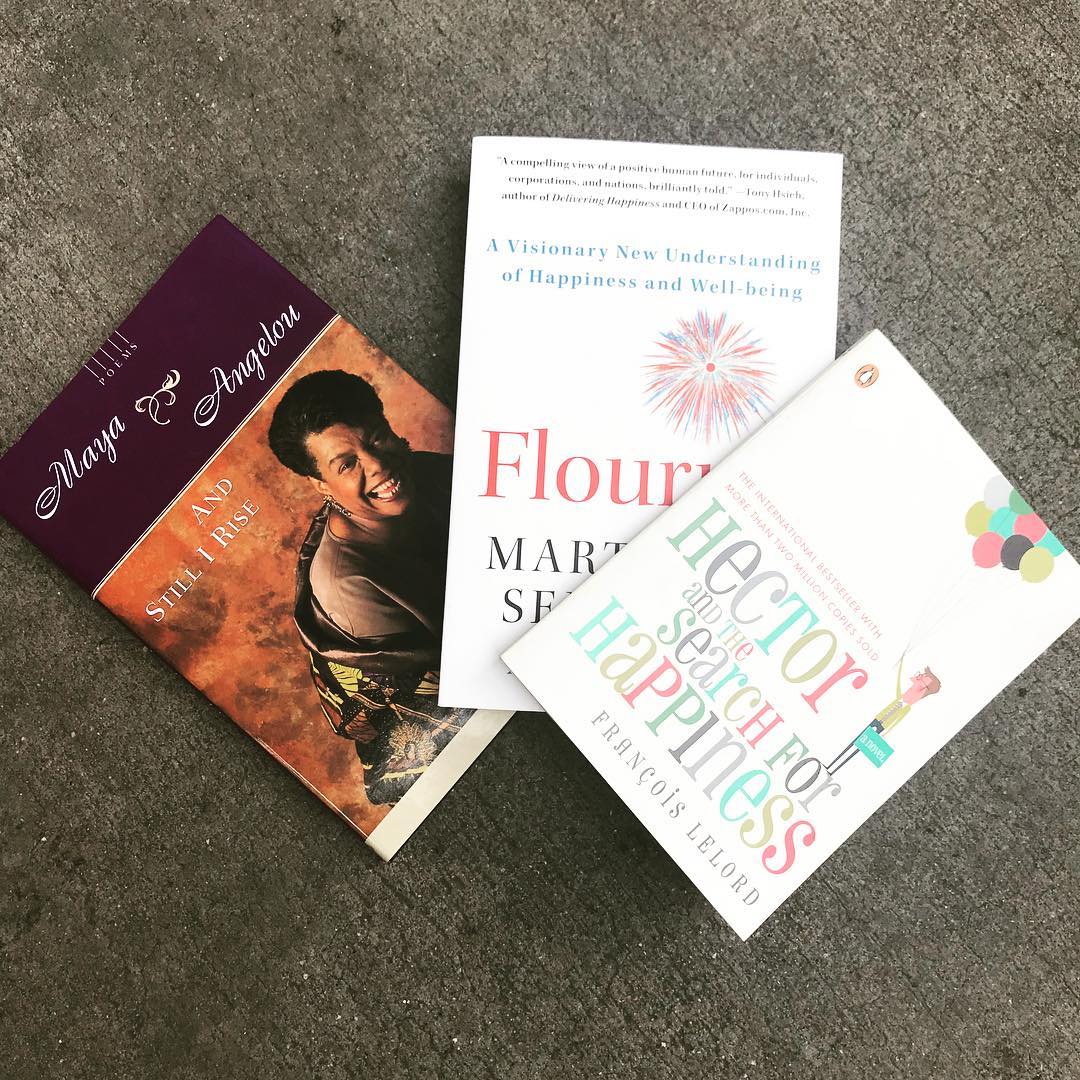 POEMS
Maya Angelou
AND
STILL I RISE
"A compelling view of a positive human future, for individuals,
corporations, and nations, brilliantly told." —Tony Hsieh,
author of Delivering Happiness and CEO of Zappos.com, Inc.
A Visionary New Understanding
of Happiness and Well-being
Flour
MART
SE
THE INTERNATIONAL BESTSELLER WITH
MORE THAN TWO MILLION COPIES SOLD
Hector
and the
search for
Happiness
a novel
FRANÇOIS LELORD